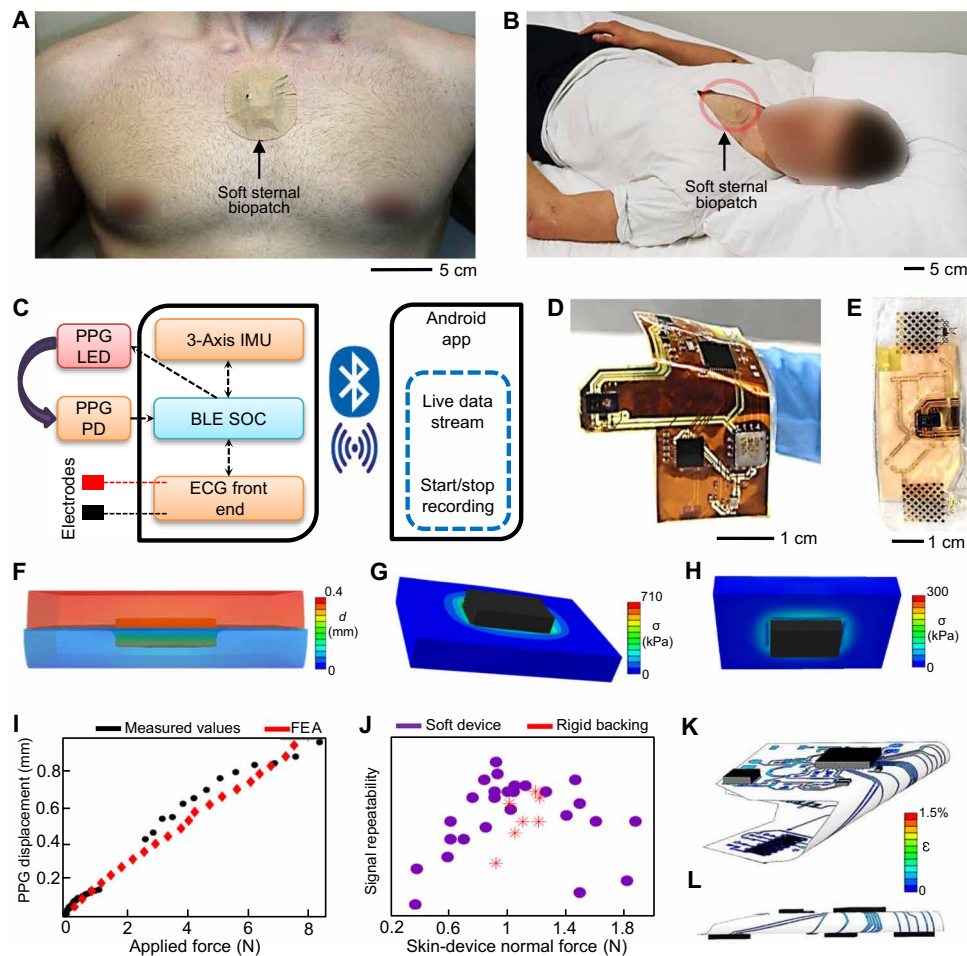 A
Soft sternal
biopatch
5 cm
B
Soft sternal
biopatch
5 cm
C
PPG
LED
PPG
PD
Electrodes
3-Axis IMU
BLE SOC
ECG front
end
Android
app
Live data
stream
Start/stop
recording
D
1 cm
E
1 cm
F
0.4
d
(mm)
0
G
710
σ
(kPa)
0
H
300
σ
(kPa)
0
I
Measured values
FEA
PPG displacement (mm)
0.8
0.6
0.4
0.2
0
2
4
6
8
Applied force (N)
J
Soft device
Rigid backing
Signal repeatability
0.2
0.6
1
1.4
1.8
Skin-device normal force (N)
K
1.5%
ε
0
L